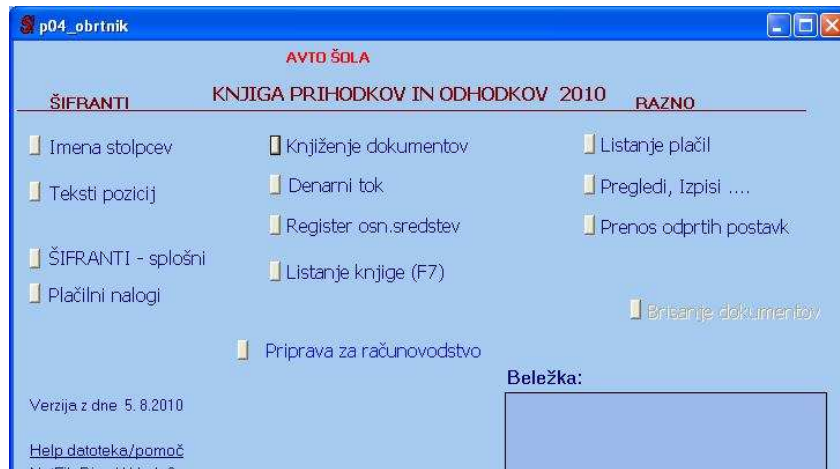 p04_obrtnik
AVTO ŠOLA
ŠIFRANTI
KNJIGA PRIHODKOV IN ODHODKOV 2010
RAZNO
Imena stolpcev
Knjiženje dokumentov
Listanje plačil
Teksti pozicij
Denarni tok
Pregledi, Izpisi ....
Register osn.sredstev
Prenos odprtih postavk
ŠIFRANTI - splošni
Listanje knjige (F7)
Plačilni nalogi
Brisanje dokumentov
Priprava za računovodstvo
Beležka:
Verzija z dne 5.8.2010
Help datoteka/pomoč